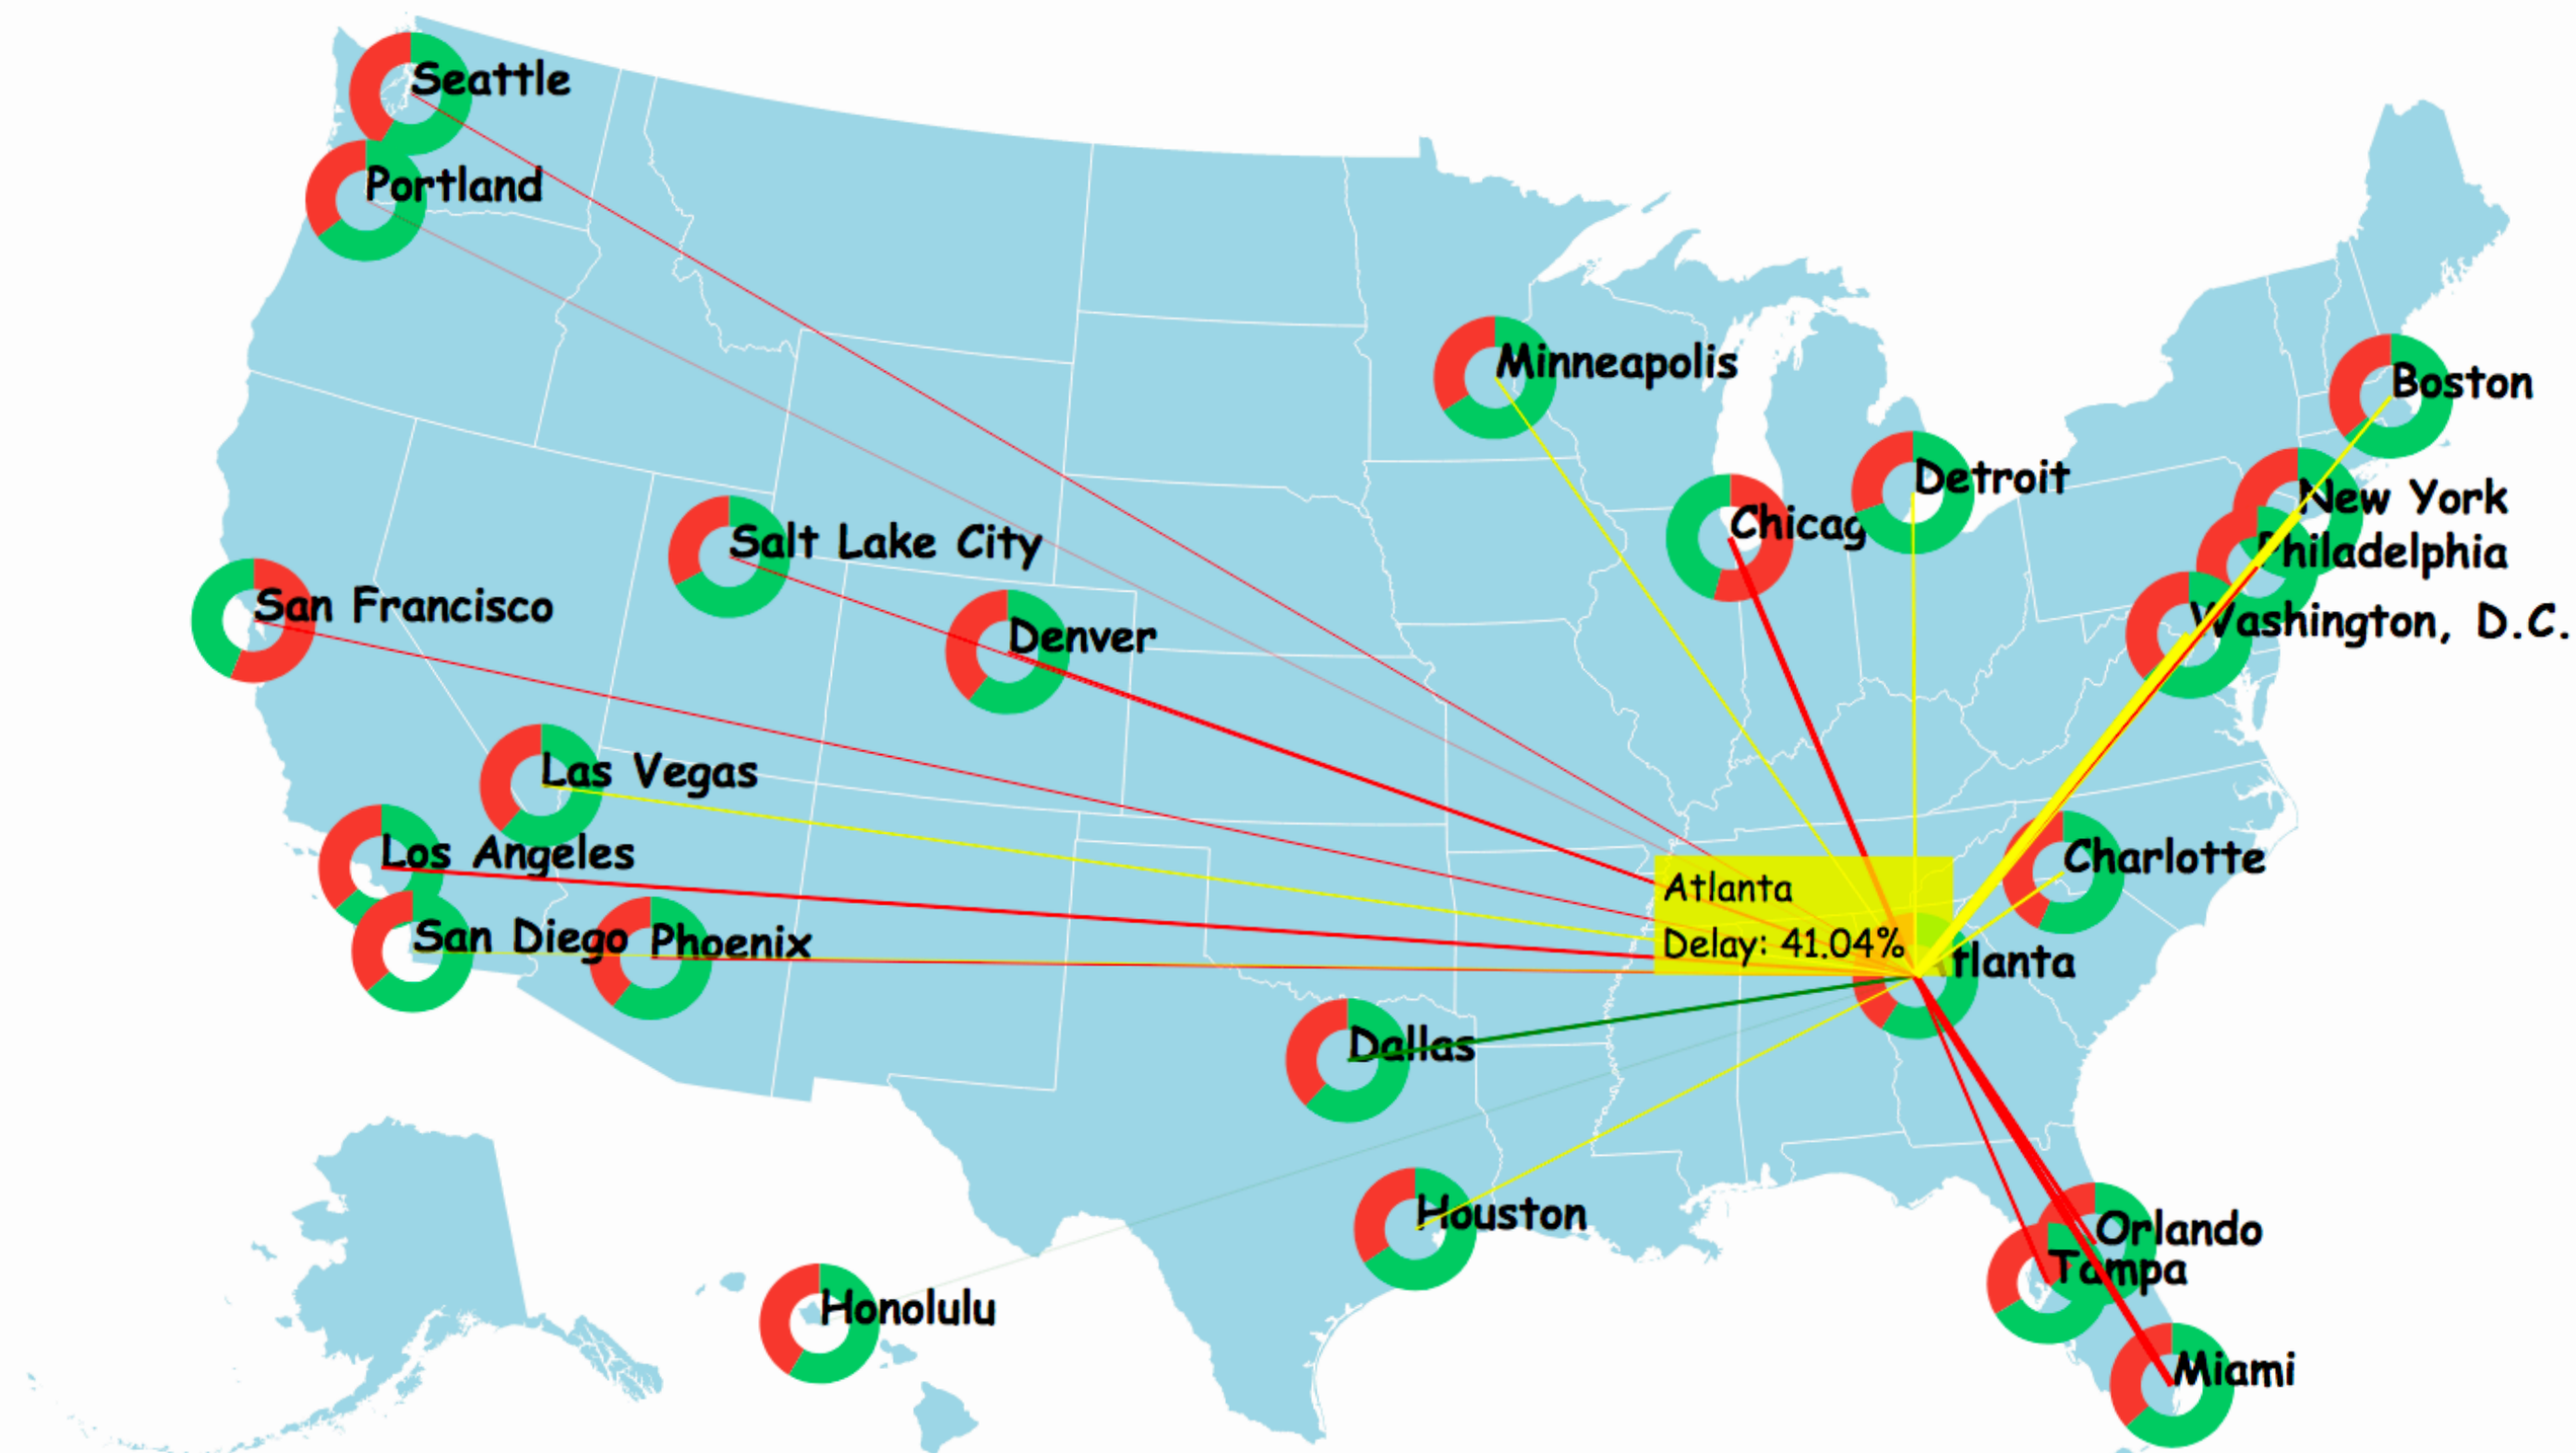 Seattle
Portland
Minneapolis
Boston
Detroit
New York
Chicag
Salt Lake City
Philadelphia
San Francisco
Washington, D.C.
Denver
Las Vegas
Los Angeles
Charlotte
Atlanta
Delay: 41.04%
San Diego
Phoenix
Atlanta
Dallas
Houston
Orlando
Tampa
Honolulu
Miami